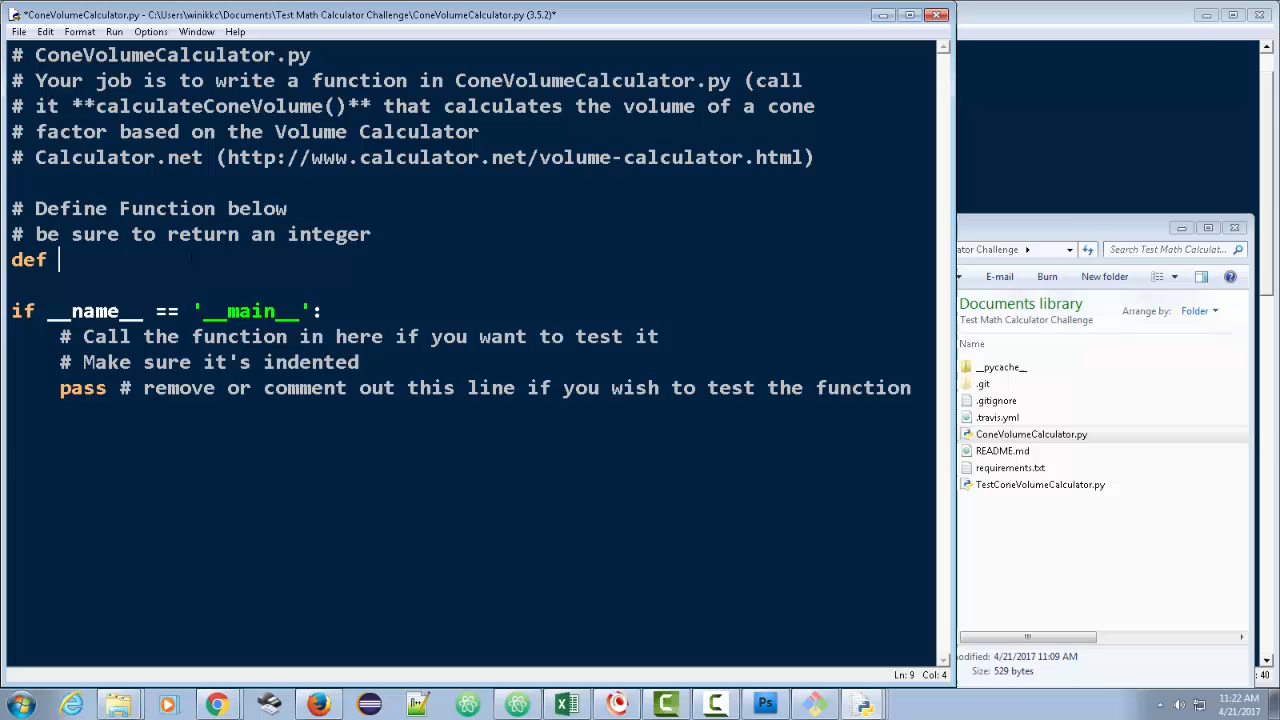 *ConeVolumeCalculator.py - C:\Users\winikkc\Documents\Test Math Calculator Challenge\ConeVolumeCalculator.py (3.5.2)*
File Edit Format Run Options Window Help
# ConeVolumeCalculator.py
# Your job is to write a function in ConeVolumeCalculator.py (call
# it **calculateConeVolume()** that calculates the volume of a cone
# factor based on the Volume Calculator
# Calculator.net (http://www.calculator.net/volume-calculator.html)
# Define Function below
# be sure to return an integer
def
if __name__ == '__main__':
# Call the function in here if you want to test it
# Make sure it's indented
pass # remove or comment out this line if you wish to test the function
Ln: 9 Col: 4
ator Challenge
Search Test Math Calculat...
E-mail Burn New folder
Documents library
Test Math Calculator Challenge
Arrange by: Folder
Name
__pycache__
.git
.gitignore
.travis.yml
ConeVolumeCalculator.py
README.md
requirements.txt
TestConeVolumeCalculator.py
odified: 4/21/2017 11:09 AM
Size: 529 bytes
: 40
11:22 AM
4/21/2017